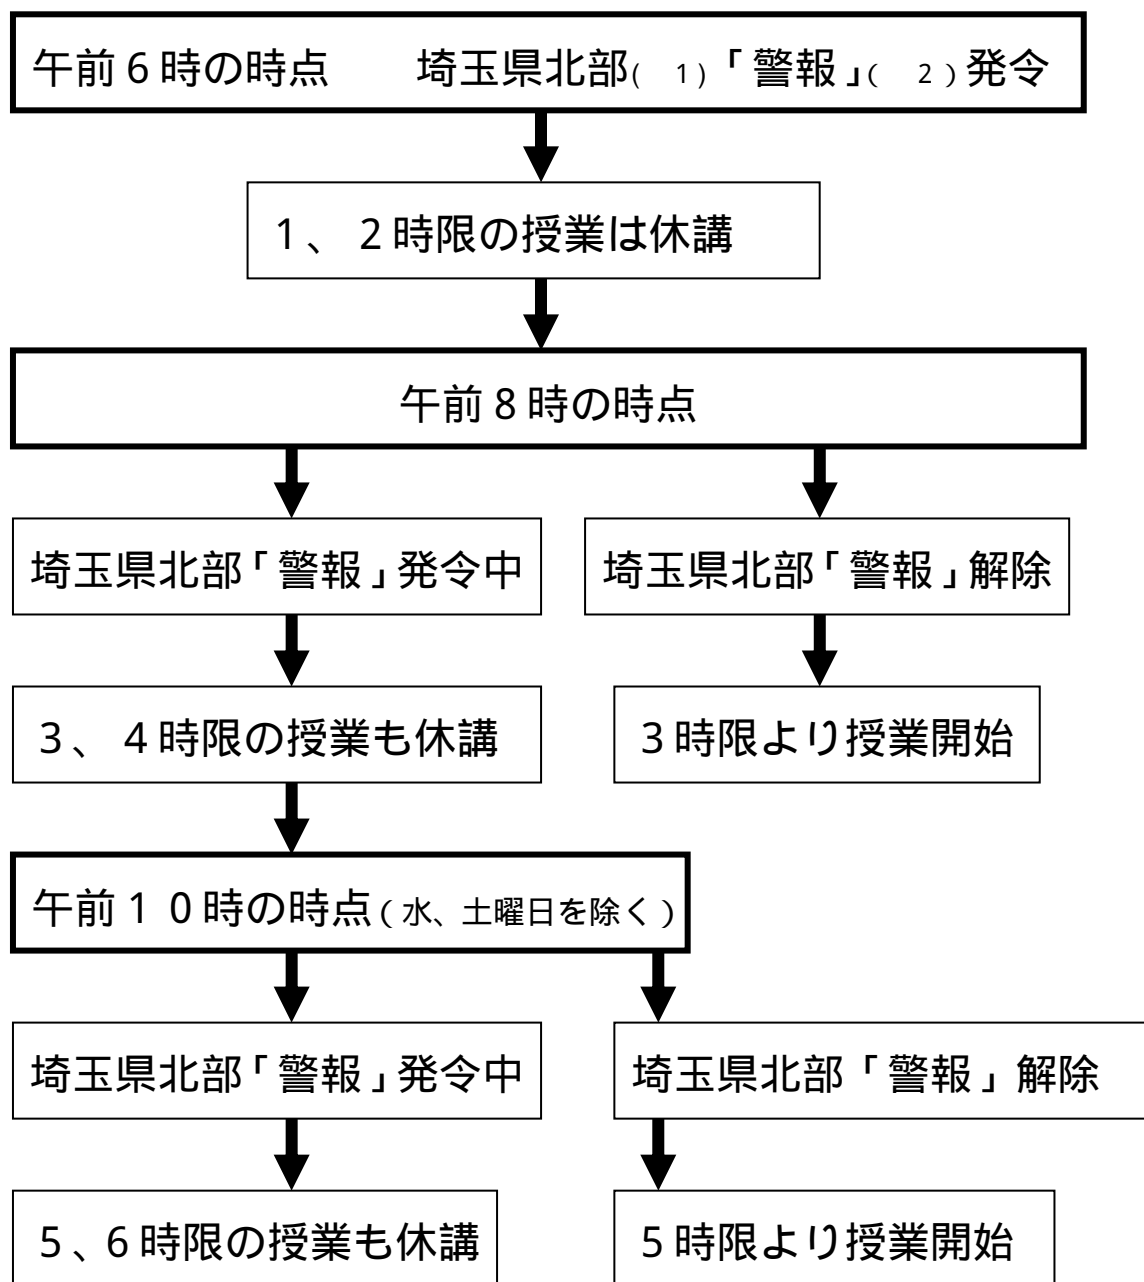 午前6時の時点　　埼玉県北部(　1)「警報」(　2)発令
1、2時限の授業は休講
午前8時の時点
埼玉県北部「警報」発令中
埼玉県北部「警報」解除
3、4時限の授業も休講
3時限より授業開始
午前10時の時点(水、土曜日を除く)
埼玉県北部「警報」発令中
埼玉県北部「警報」解除
5、6時限の授業も休講
5時限より授業開始